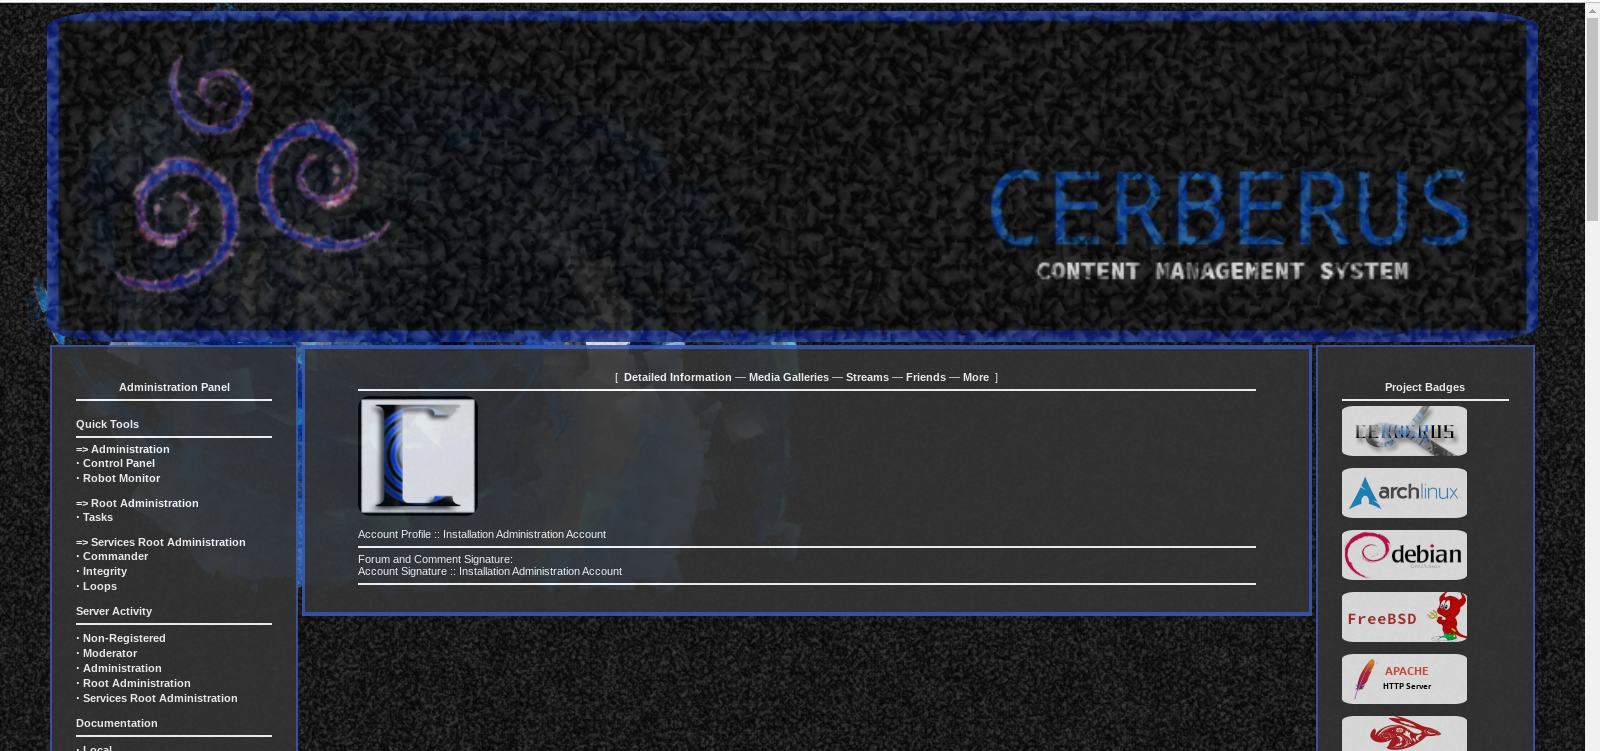 CERBERUS
CONTENT MANAGEMENT SYSTEM
Administration Panel
Quick Tools
=> Administration
· Control Panel
· Robot Monitor
=> Root Administration
· Tasks
=> Services Root Administration
· Commander
· Integrity
· Loops
Server Activity
· Non-Registered
· Moderator
· Administration
· Root Administration
· Services Root Administration
Documentation
· Local
[ Detailed Information — Media Galleries — Streams — Friends — More ]
Account Profile :: Installation Administration Account
Forum and Comment Signature:
Account Signature :: Installation Administration Account
Project Badges
CERBERUS
archlinux
debian
FreeBSD
APACHE
HTTP Server